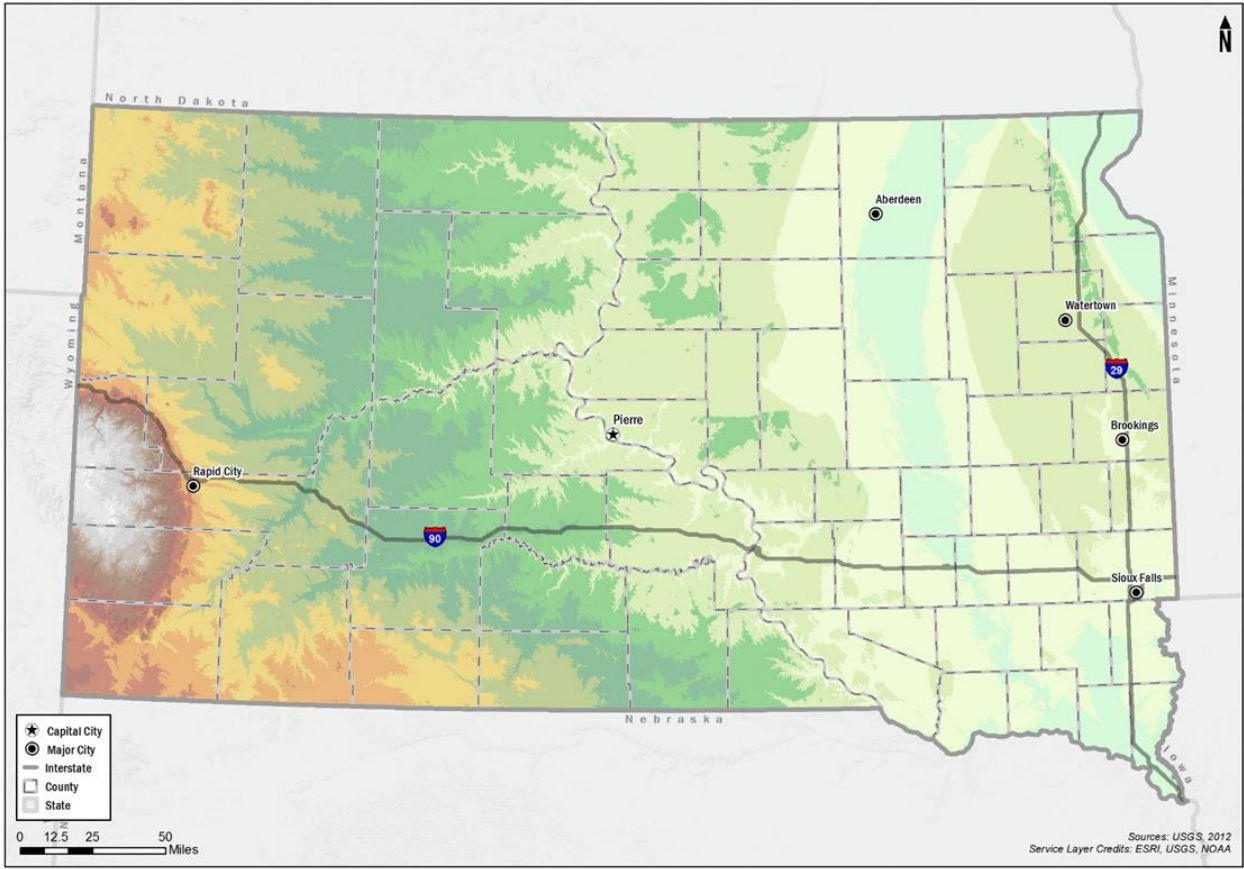 N
North Dakota
Montana
Aberdeen
Wyoming
Minnesota
Watertown
29
Pierre
Brookings
Rapid City
90
Sioux Falls
Nebraska
Iowa
Capital City
Major City
Interstate
County
State
N
0 12.5 25 50
Miles
Sources: USGS, 2012
Service Layer Credits: ESRI, USGS, NOAA